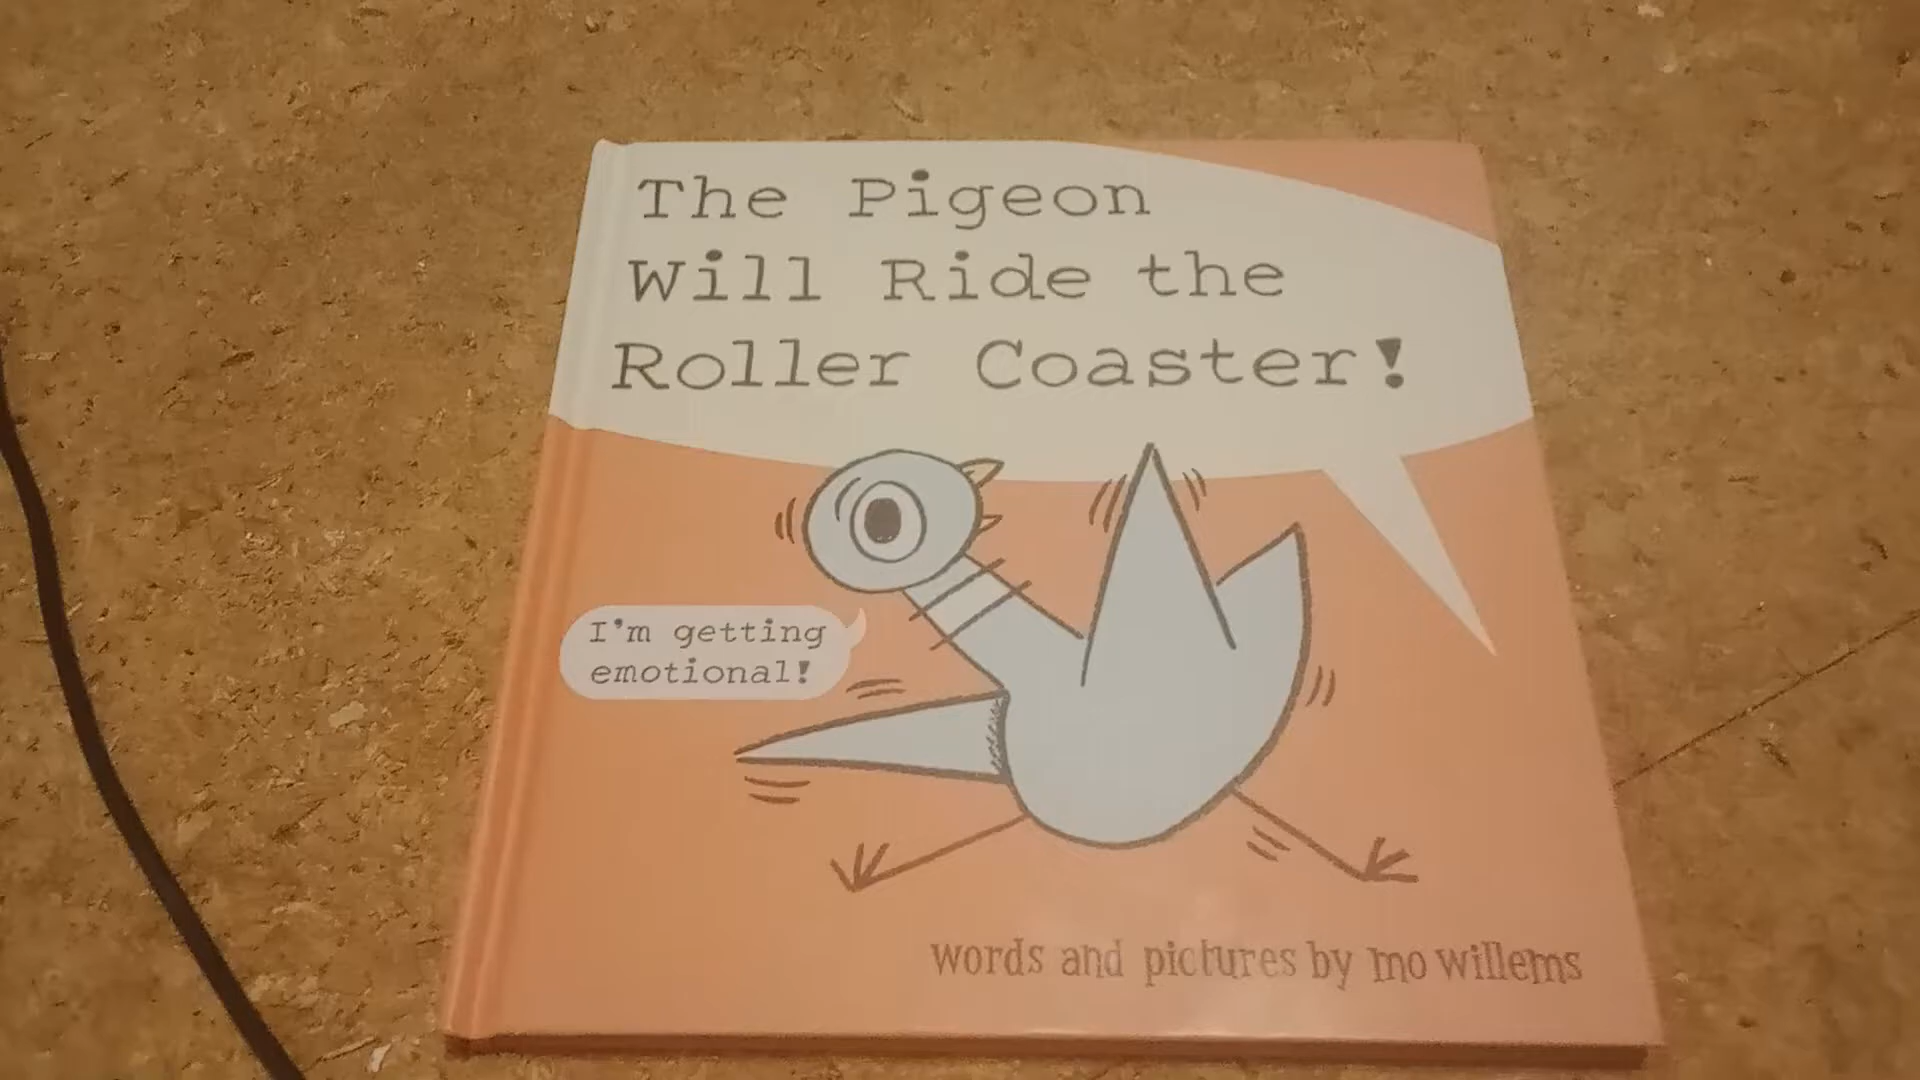 The Pigeon
Will Ride the
Roller Coaster!
I'm getting
emotional!
words and pictures by mo willems